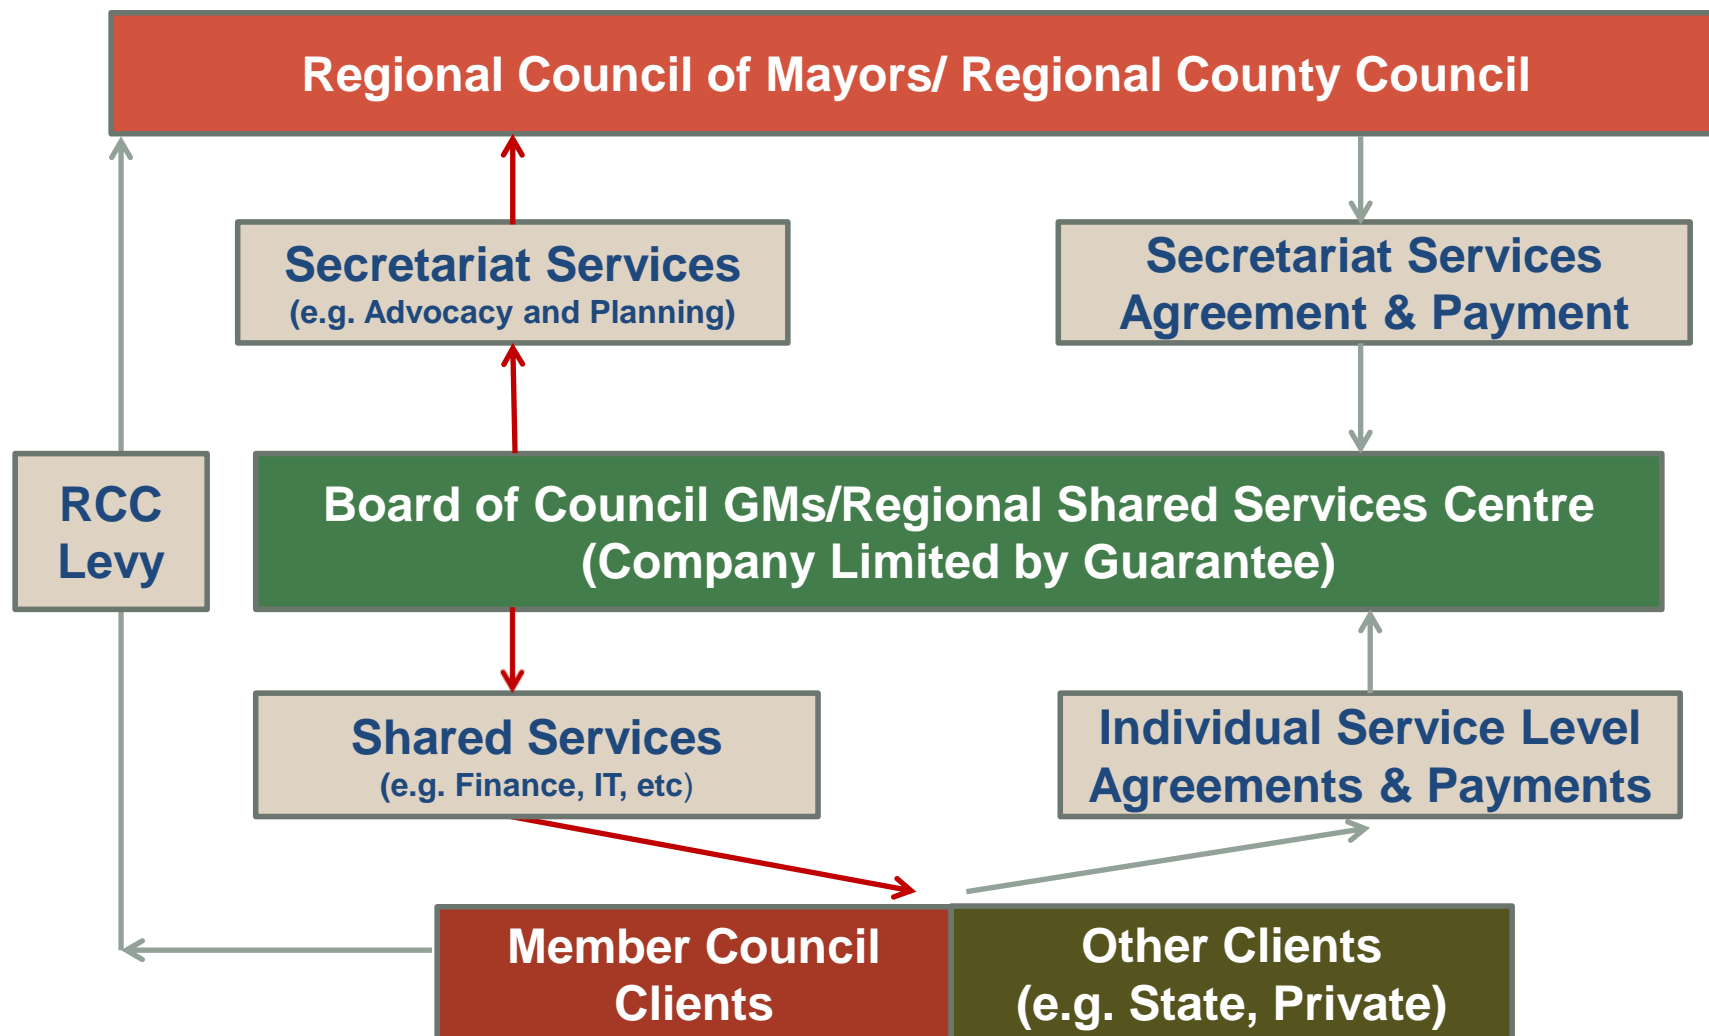 Regional Council of Mayors/ Regional County Council
Secretariat Services
(e.g. Advocacy and Planning)
Secretariat Services
Agreement & Payment
RCC
Levy
Board of Council GMs/Regional Shared Services Centre
(Company Limited by Guarantee)
Shared Services
(e.g. Finance, IT, etc)
Individual Service Level
Agreements & Payments
Member Council
Clients
Other Clients
(e.g. State, Private)